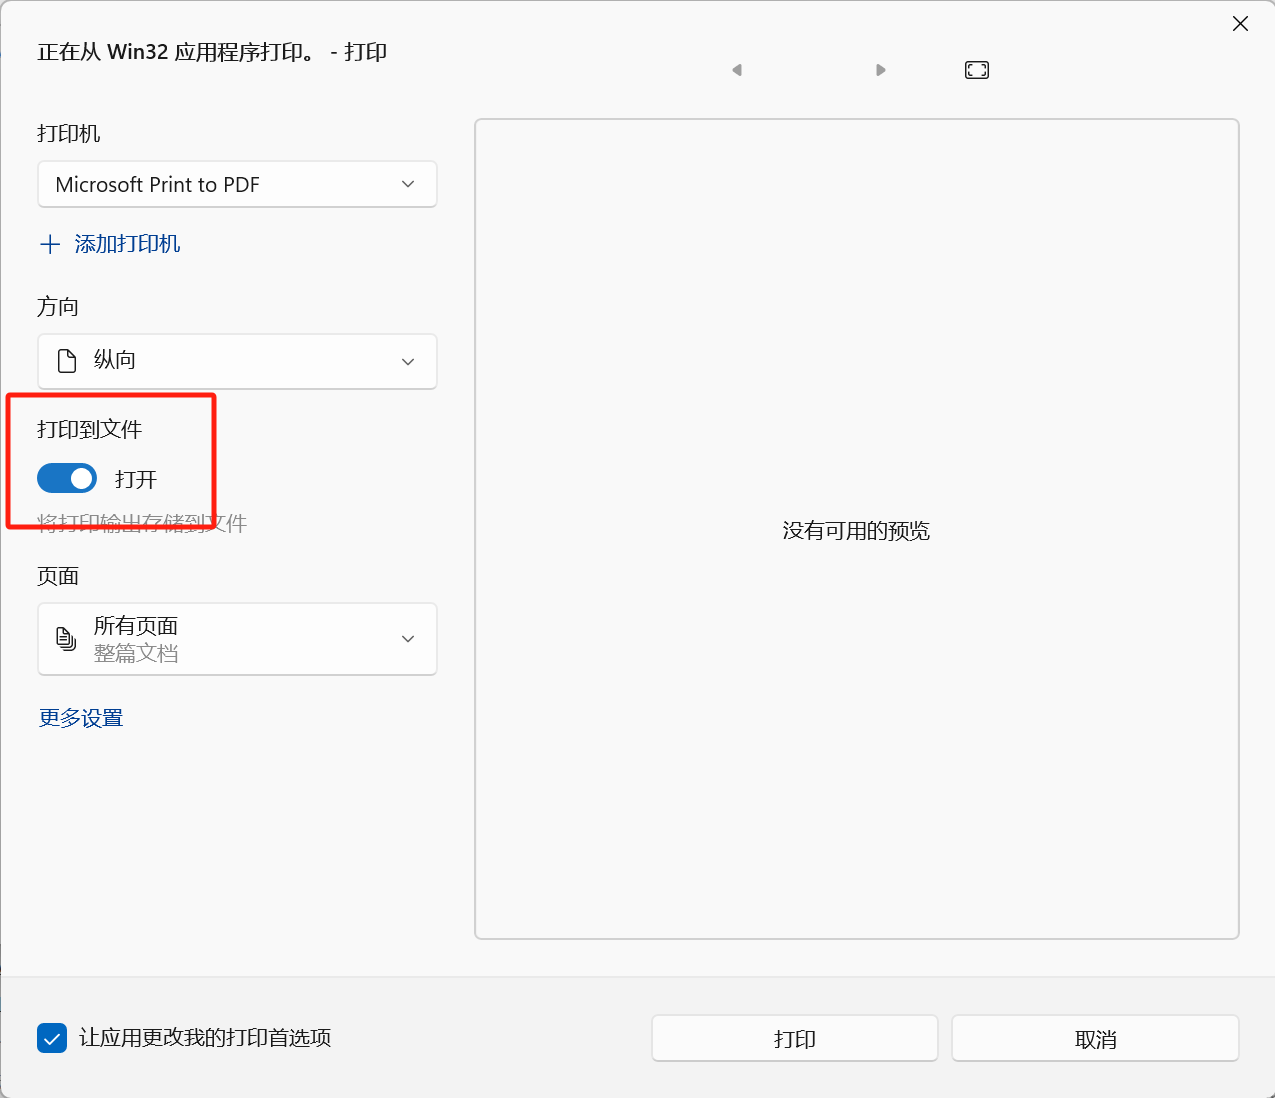 正在从 Win32 应用程序打印。 - 打印
打印机
Microsoft Print to PDF
添加打印机
方向
纵向
打印到文件
打开
将打印输出存储到文件
页面
所有页面
整篇文档
更多设置
没有可用的预览
让应用更改我的打印首选项
打印
取消